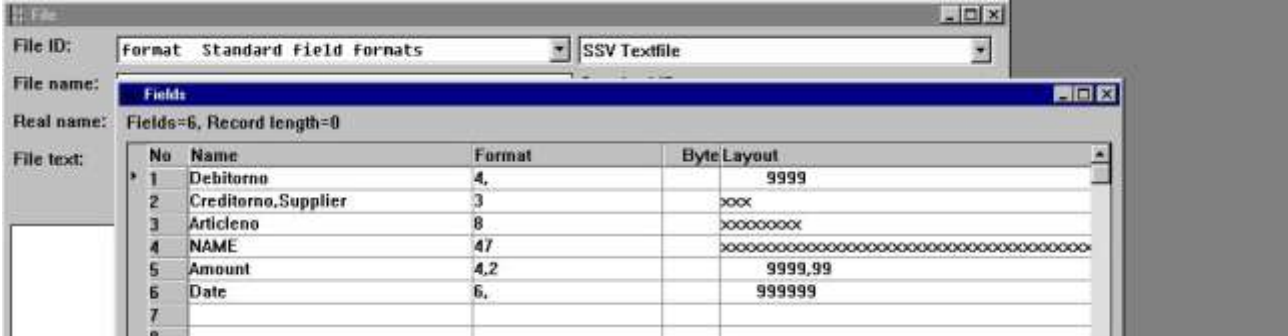 File
File ID: format Standard field formats SSV Textfile
File name:
Fields
Real name: Fields=6, Record length=0
File text:
No Name Format Byte Layout
1 Debitorno 4, 9999
2 Creditorno,Supplier 3 xxx
3 Articleno 8 xxxxxxxx
4 NAME 47 xxxxxxxxxxxxxxxxxxxxxxxxxxxxxxxxxxxxxxxx
5 Amount 4,2 9999,99
6 Date 6, 999999
7